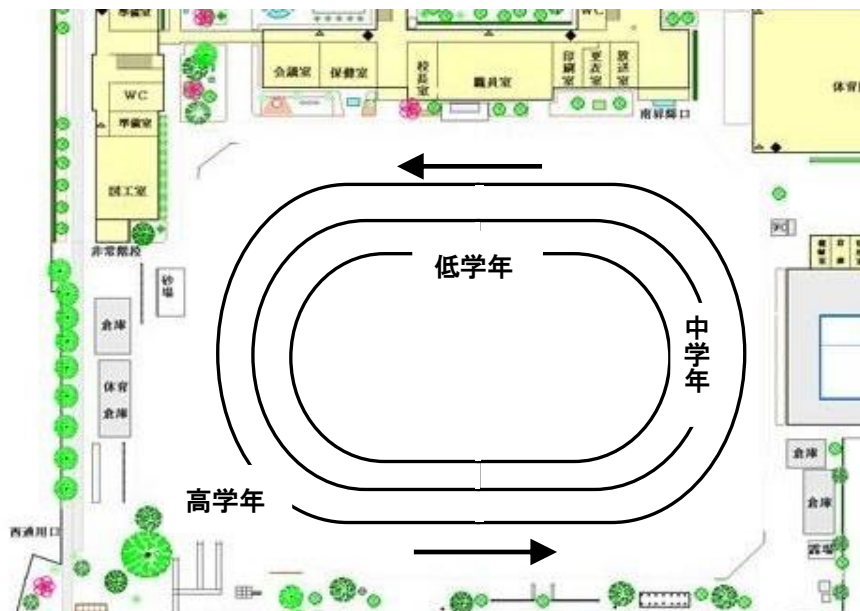 準備室
WC
会議室
保健室
校長室
職員室
印刷室
更衣室
放送室
南昇降口
WC
準備室
図工室
非常階段
低学年
砂場
中学年
倉庫
体育
倉庫
高学年
倉庫
倉庫
西通用口